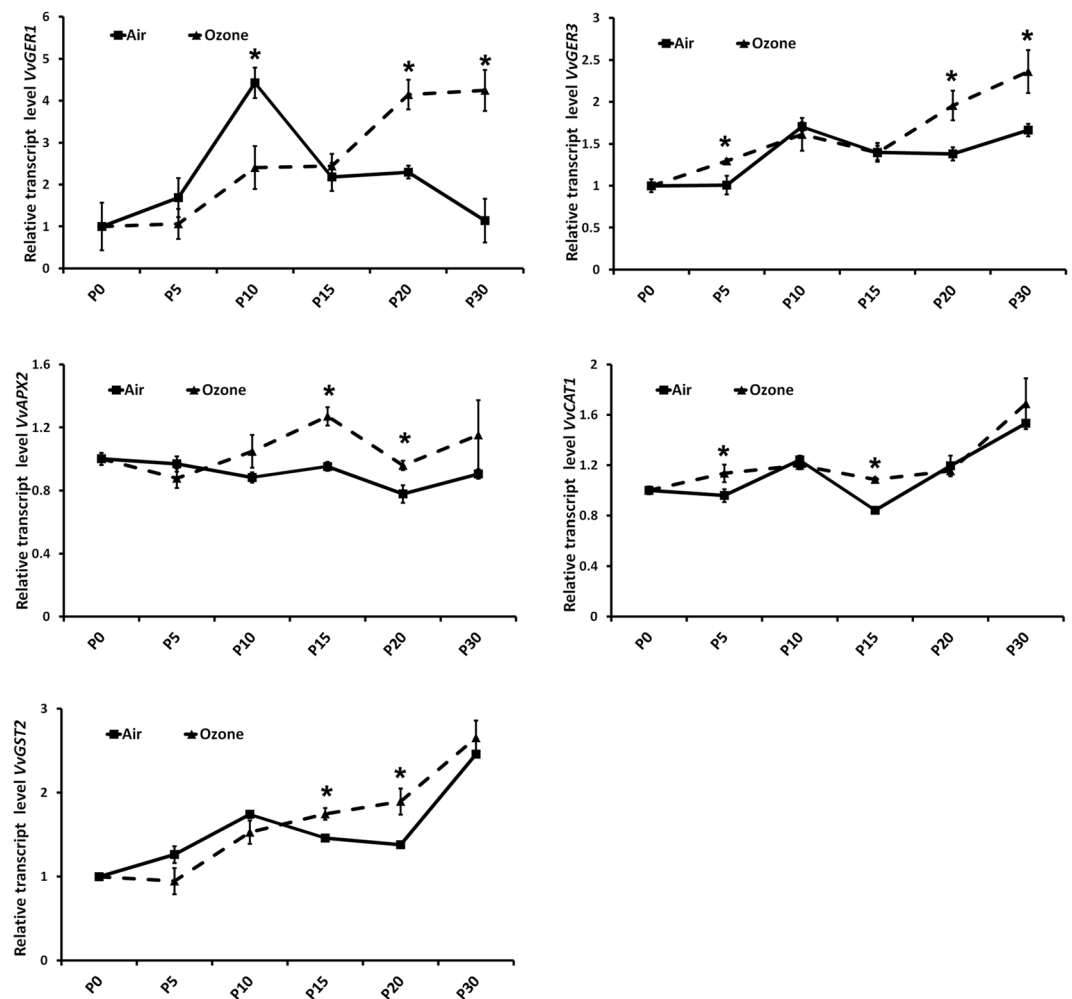 Relative transcript level VvGER1
6
5
4
3
2
1
0
Air
Ozone
*
*
*
P0
P5
P10
P15
P20
P30
Relative transcript level VvGER3
3
2.5
2
1.5
1
0.5
0
Air
Ozone
*
*
*
P0
P5
P10
P15
P20
P30
Relative transcript level VvAPX2
1.6
1.2
0.8
0.4
0
Air
Ozone
*
*
P0
P5
P10
P15
P20
P30
Relative transcript level VvCAT1
2
1.6
1.2
0.8
0.4
0
Air
Ozone
*
*
P0
P5
P10
P15
P20
P30
Relative transcript level VvGST2
3
2
1
0
Air
Ozone
*
*
P0
P5
P10
P15
P20
P30